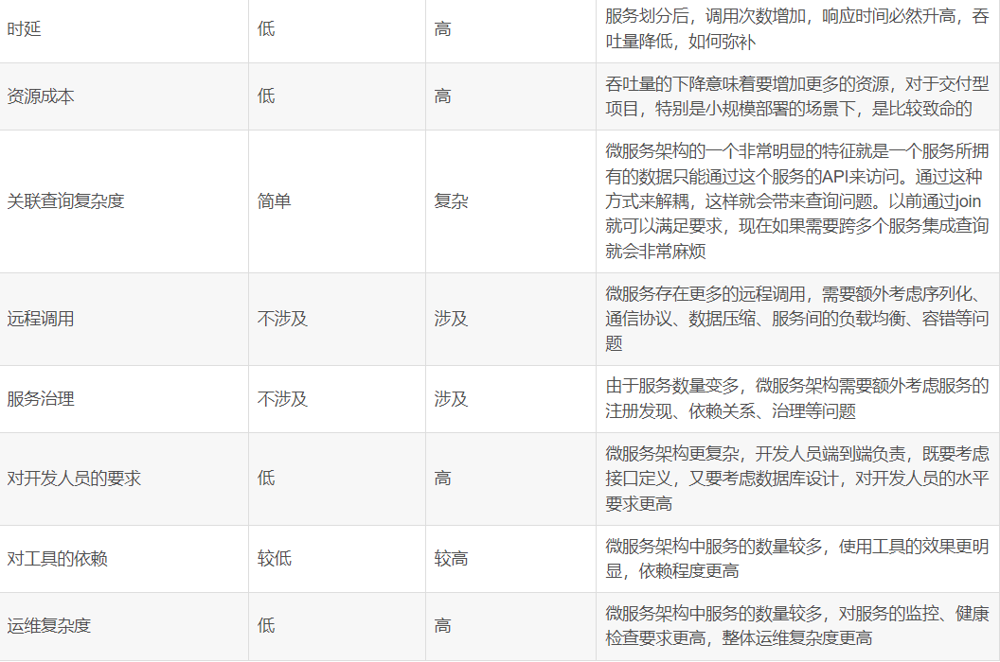 时延 低 高 服务划分后，调用次数增加，响应时间必然升高，吞
吐量降低，如何弥补
资源成本 低 高 吞吐量的下降意味着要增加更多的资源，对于交付型
项目，特别是小规模部署的场景下，是比较致命的
关联查询复杂度 简单 复杂 微服务架构的一个非常明显的特征就是一个服务所拥
有的数据只能通过这个服务的API来访问。通过这种
方式来解耦，这样就会带来查询问题。以前通过join
就可以满足要求，现在如果需要跨多个服务集成查询
就会非常麻烦
远程调用 不涉及 涉及 微服务存在更多的远程调用，需要额外考虑序列化、
通信协议、数据压缩、服务间的负载均衡、容错等问
题
服务治理 不涉及 涉及 由于服务数量变多，微服务架构需要额外考虑服务的
注册发现、依赖关系、治理等问题
对开发人员的要求 低 高 微服务架构更复杂，开发人员端到端负责，既要考虑
接口定义，又要考虑数据库设计，对开发人员的水平
要求更高
对工具的依赖 较低 较高 微服务架构中服务的数量较多，使用工具的效果更明
显，依赖程度更高
运维复杂度 低 高 微服务架构中服务的数量较多，对服务的监控、健康
检查要求更高，整体运维复杂度更高